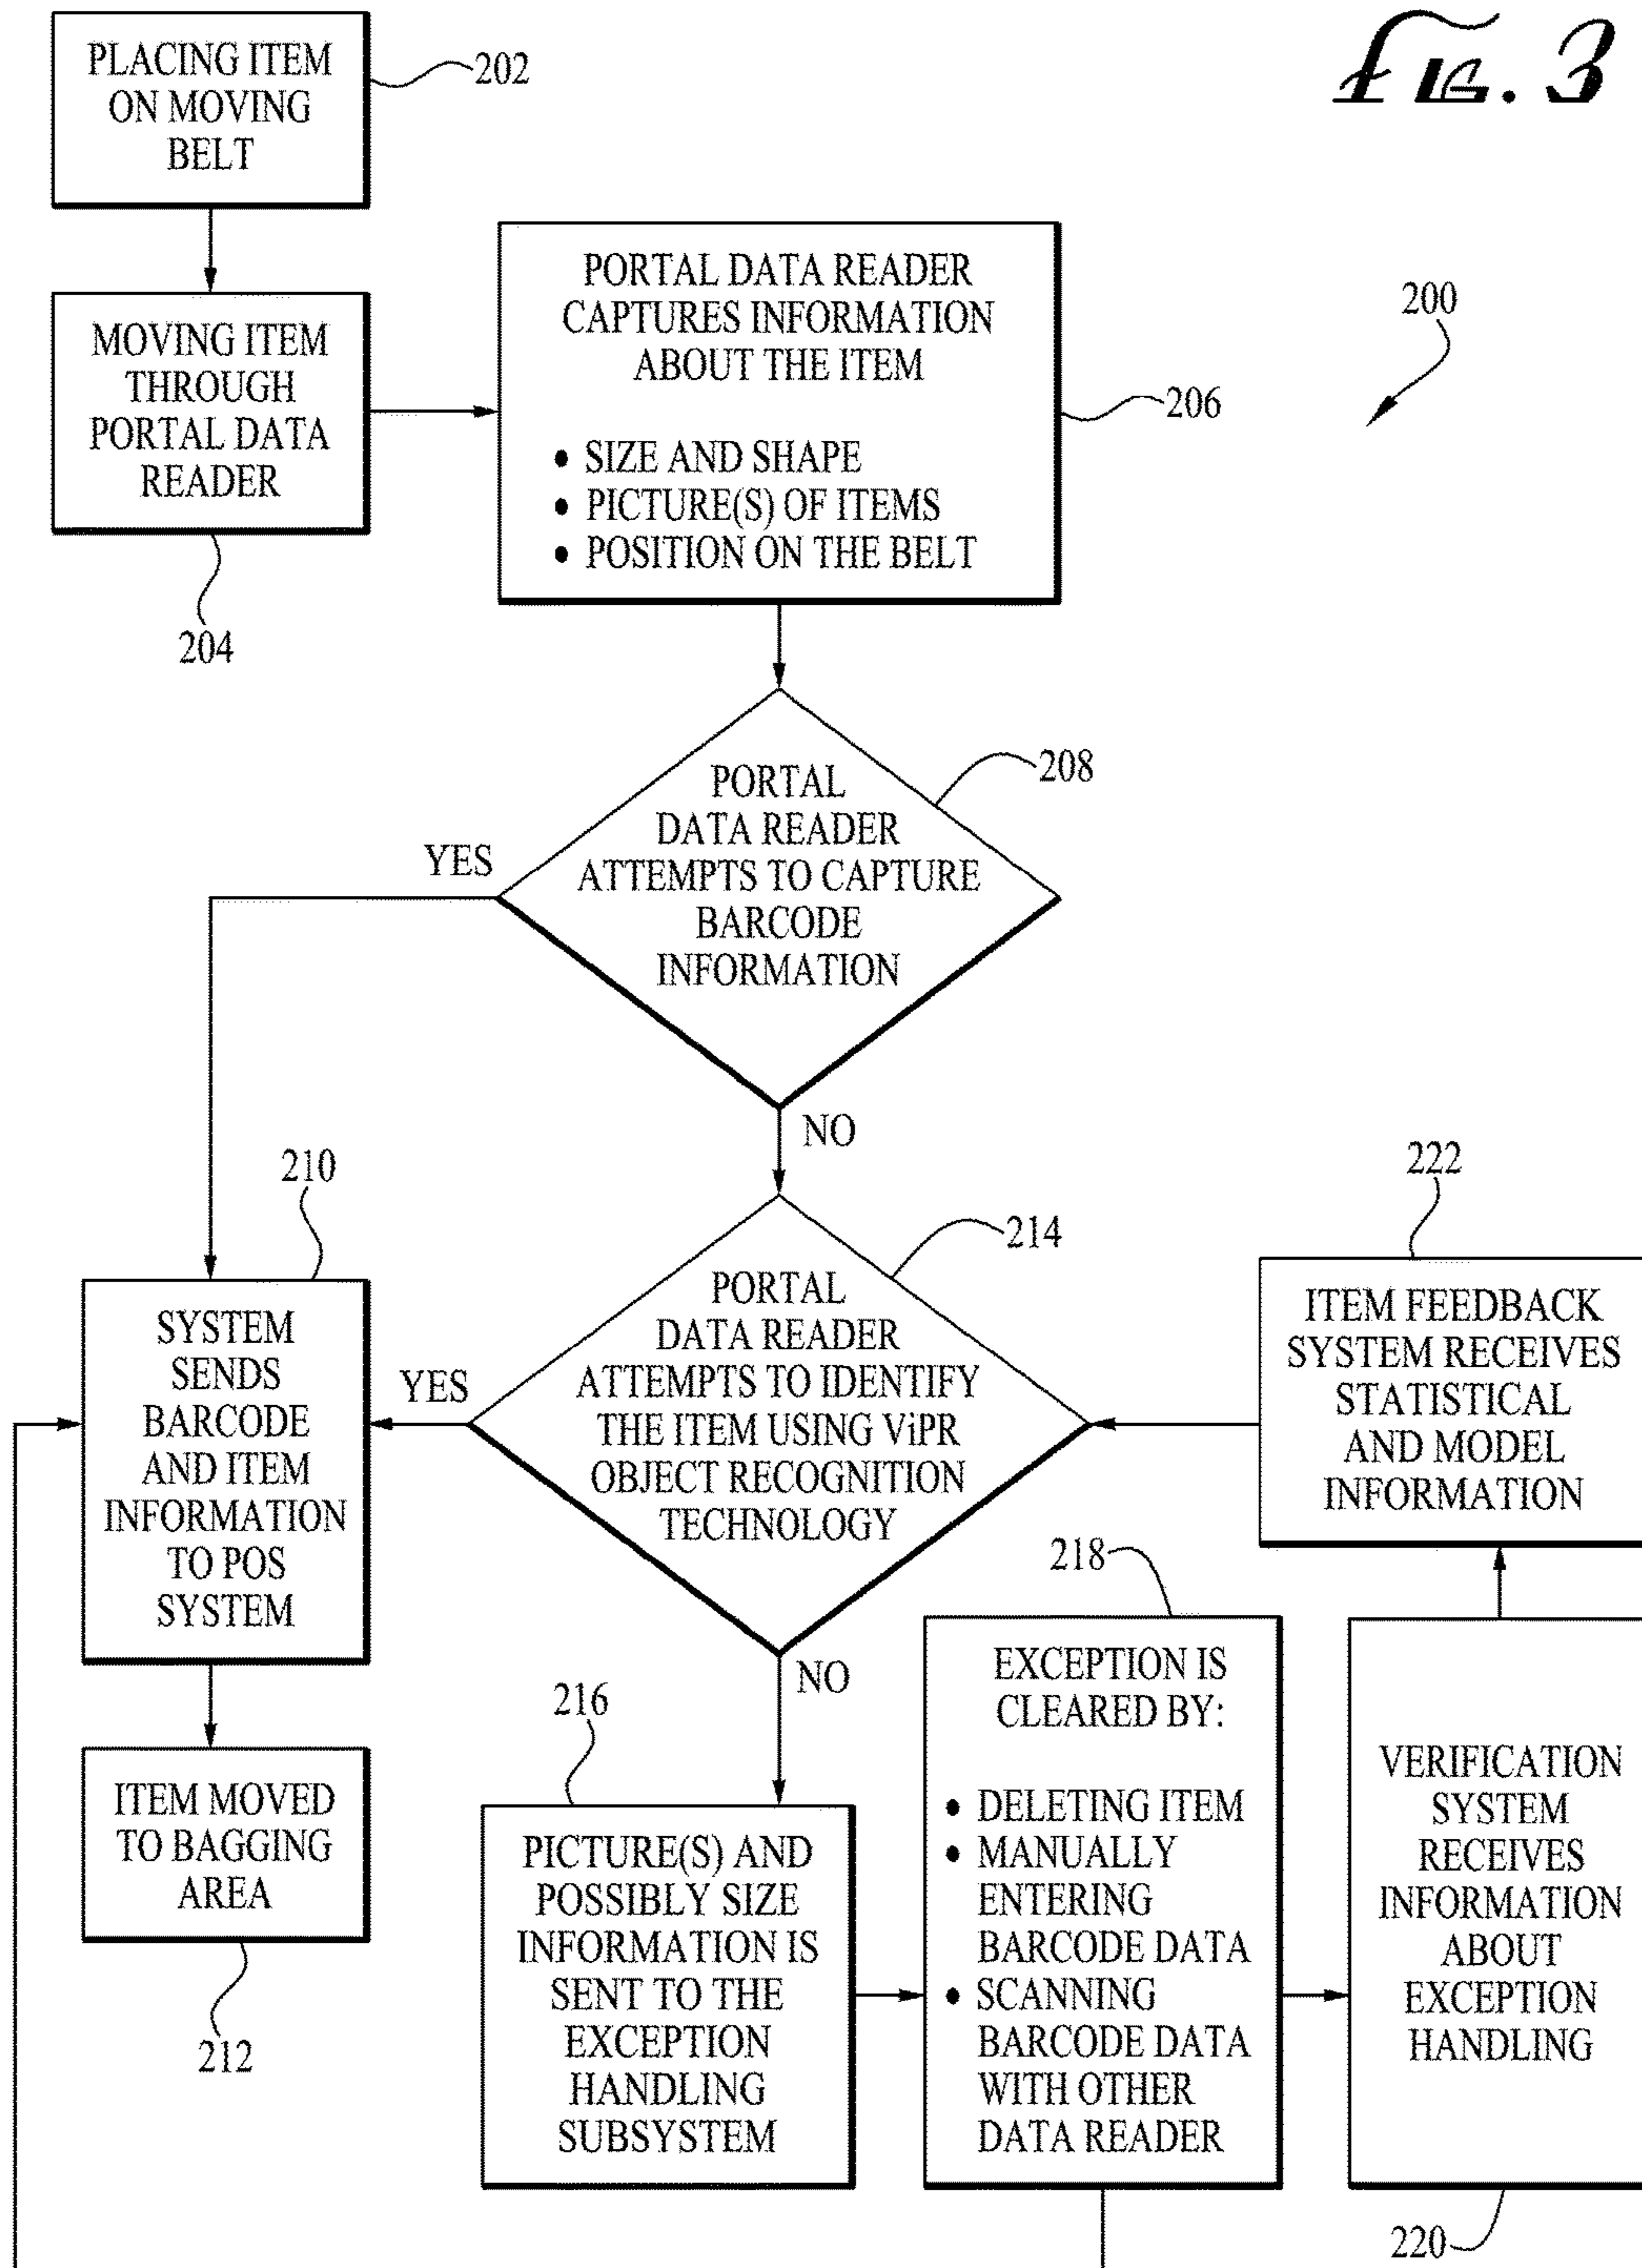 FIG. 3
PLACING ITEM
ON MOVING
BELT
202
MOVING ITEM
THROUGH
PORTAL DATA
READER
204
PORTAL DATA READER
CAPTURES INFORMATION
ABOUT THE ITEM
• SIZE AND SHAPE
• PICTURE(S) OF ITEMS
• POSITION ON THE BELT
206
200
PORTAL
DATA READER
ATTEMPTS TO CAPTURE
BARCODE
INFORMATION
208
YES
NO
210
SYSTEM
SENDS
BARCODE
AND ITEM
INFORMATION
TO POS
SYSTEM
ITEM MOVED
TO BAGGING
AREA
212
214
PORTAL
DATA READER
ATTEMPTS TO IDENTIFY
THE ITEM USING ViPR
OBJECT RECOGNITION
TECHNOLOGY
YES
NO
222
ITEM FEEDBACK
SYSTEM RECEIVES
STATISTICAL
AND MODEL
INFORMATION
216
PICTURE(S) AND
POSSIBLY SIZE
INFORMATION IS
SENT TO THE
EXCEPTION
HANDLING
SUBSYSTEM
218
EXCEPTION IS
CLEARED BY:
• DELETING ITEM
• MANUALLY
ENTERING
BARCODE DATA
• SCANNING
BARCODE DATA
WITH OTHER
DATA READER
VERIFICATION
SYSTEM
RECEIVES
INFORMATION
ABOUT
EXCEPTION
HANDLING
220